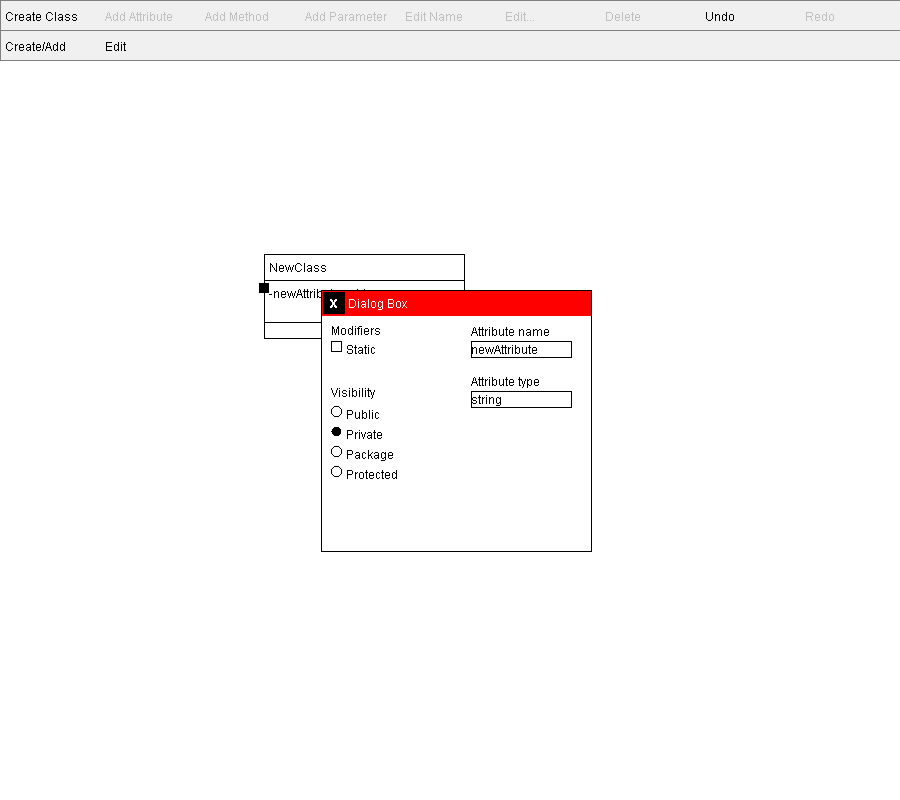 Create Class Add Attribute Add Method Add Parameter Edit Name Edit... Delete Undo Redo
Create/Add Edit
NewClass
-newAttrib
X Dialog Box
Modifiers
Static
Visibility
Public
Private
Package
Protected
Attribute name
newAttribute
Attribute type
string